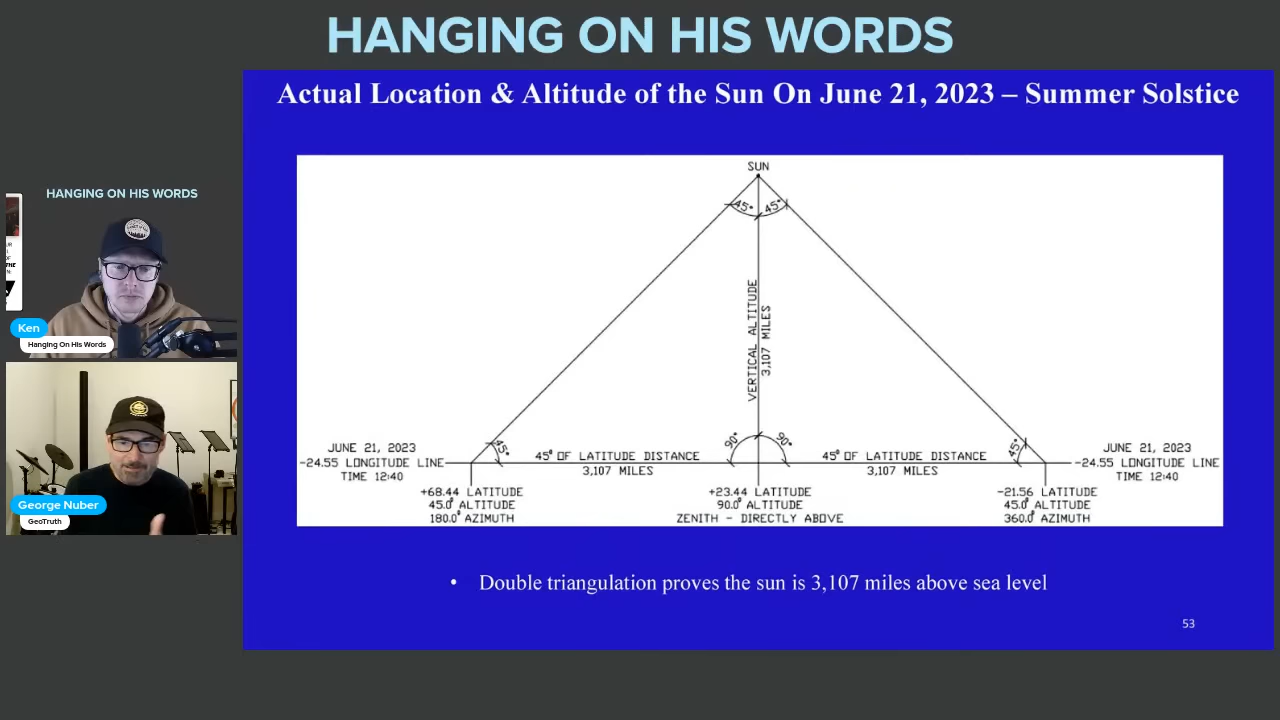 HANGING ON HIS WORDS
Actual Location & Altitude of the Sun On June 21, 2023 – Summer Solstice
HANGING ON HIS WORDS
Ken
Hanging On His Words
George Nuber
GeoTruth
SUN
45° 45°
VERTICAL ALTITUDE
3,107 MILES
90° 90°
45° 45°
JUNE 21, 2023
-24.55 LONGITUDE LINE
TIME 12:40
45° OF LATITUDE DISTANCE
3,107 MILES
45° OF LATITUDE DISTANCE
3,107 MILES
JUNE 21, 2023
-24.55 LONGITUDE LINE
TIME 12:40
+68.44 LATITUDE
45.0° ALTITUDE
180.0° AZIMUTH
+23.44 LATITUDE
90.0° ALTITUDE
ZENITH - DIRECTLY ABOVE
-21.56 LATITUDE
45.0° ALTITUDE
360.0° AZIMUTH
• Double triangulation proves the sun is 3,107 miles above sea level
53